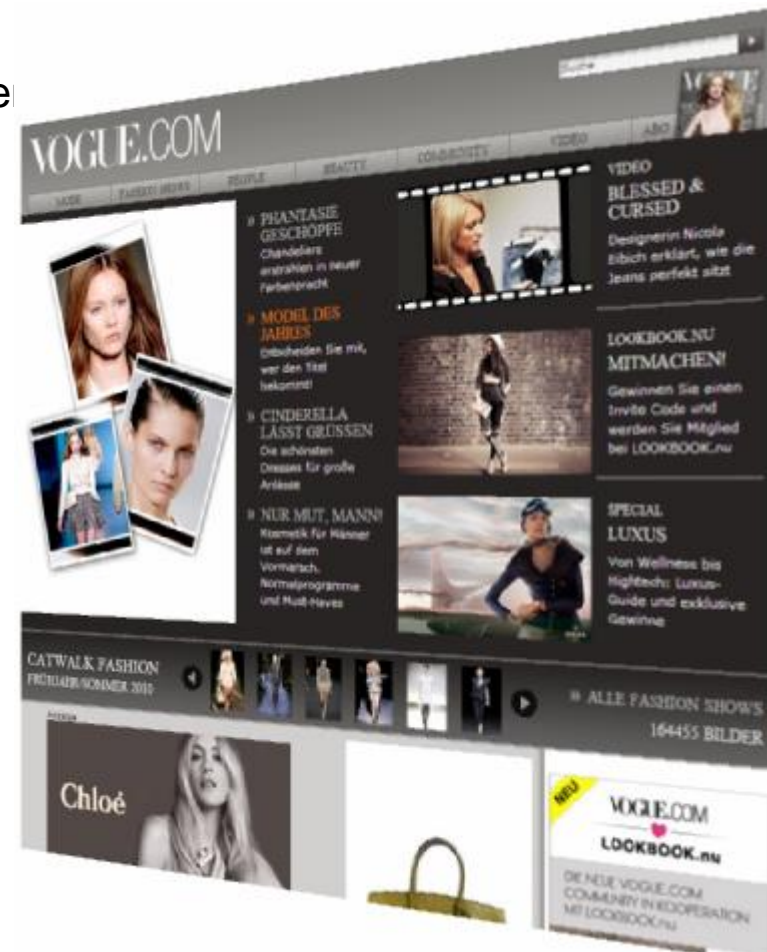 e
Suche
VOGUE
VOGUE.COM
MODE
FASHION SHOWS
PEOPLE
BEAUTY
COMMUNITY
VIDEO
ABO
» PHANTASIE
GESCHÖPFE
Chandeliers
erstrahlen in neuer
Farbenpracht
» MODEL DES
JAHRES
Entscheiden Sie mit,
wer den Titel
bekommt!
» CINDERELLA
LÄSST GRÜSSEN
Die schönsten
Dresses für große
Anlässe
» NUR MUT, MANN!
Kosmetik für Männer
ist auf dem
Vormarsch.
Normalprogramme
und Must-Haves
VIDEO
BLESSED &
CURSED
Designerin Nicola
Eibich erklärt, wie die
Jeans perfekt sitzt
LOOKBOOK.NU
MITMACHEN!
Gewinnen Sie einen
Invite Code und
werden Sie Mitglied
bei LOOKBOOK.nu
SPECIAL
LUXUS
Von Wellness bis
Hightech: Luxus-
Guide und exklusive
Gewinne
CATWALK FASHION
FRÜHJAHR/SOMMER 2010
» ALLE FASHION SHOWS
164455 BILDER
Chloé
NEU
VOGUE.COM
LOOKBOOK.nu
DIE NEUE VOGUE.COM
COMMUNITY IN KOOPERATION
MIT LOOKBOOK.nu